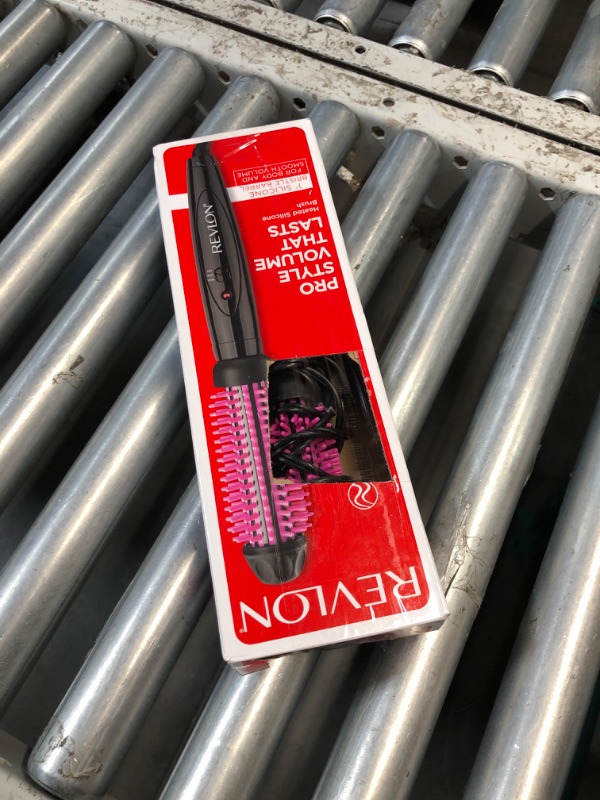 REVLON®
PRO
STYLE
VOLUME
THAT
LASTS
Heated Silicone
Brush
1" SILICONE
BRISTLE BARREL
FOR BODY AND
SMOOTH VOLUME
REVLON®